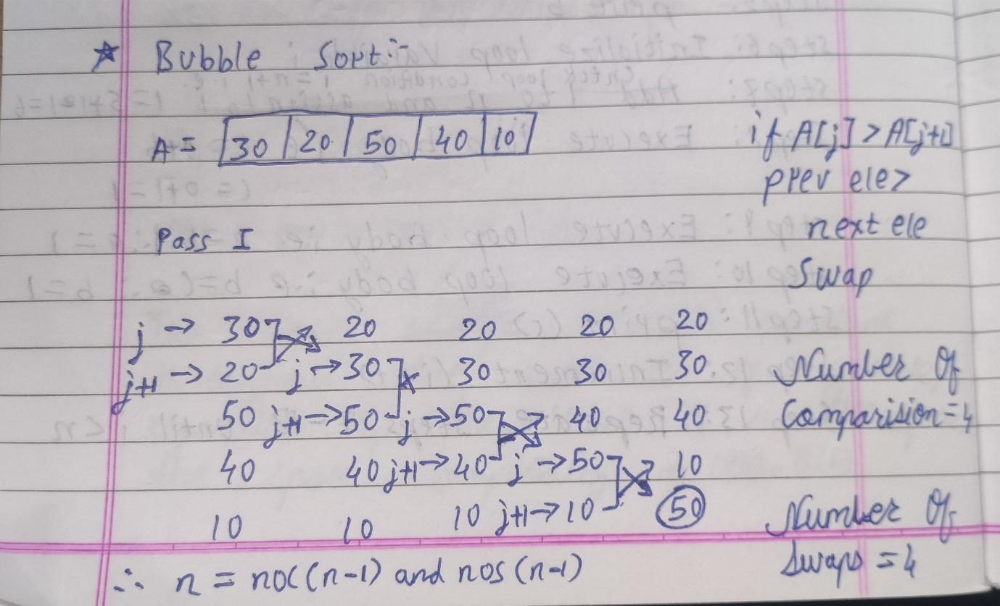 ☆ Bubble Sort:-
A = 30 20 50 40 10 if A[j] > A[j+1]
prev ele >
Pass I next ele
Swap
j → 30 20 20 20 20
j+1 → 20 j → 30 30 30 30 Number Of
50 j+1 → 50 j → 50 40 40 Comparision = 4
40 40 j+1 → 40 j → 50 10
10 10 10 j+1 → 10 50 Number Of
∴ n = noc(n-1) and nos(n-1) Swaps = 4